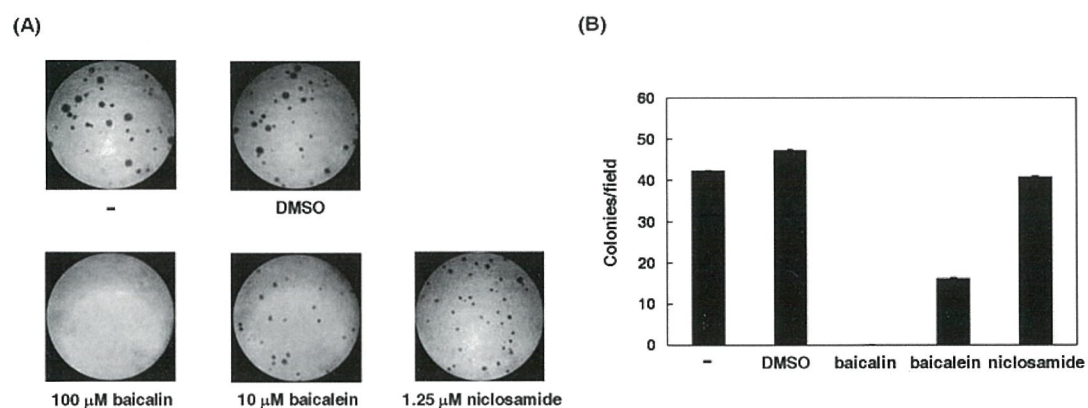 (A)
–
DMSO
100 μM baicalin
10 μM baicalein
1.25 μM niclosamide
(B)
Colonies/field
60
50
40
30
20
10
0
–
DMSO
baicalin
baicalein
niclosamide